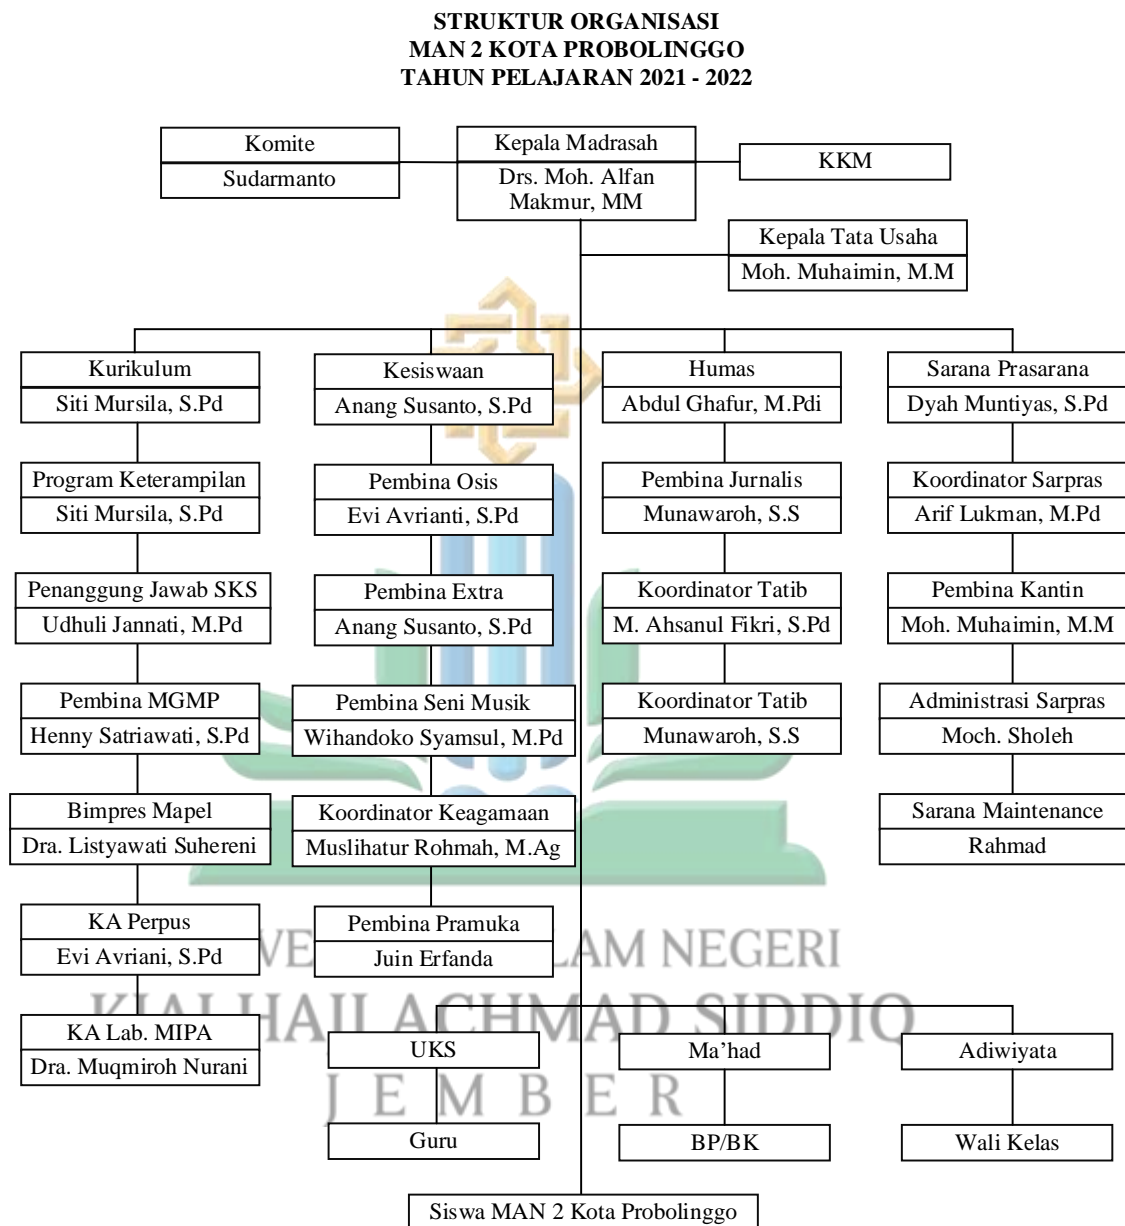 STRUKTUR ORGANISASI
MAN 2 KOTA PROBOLINGGO
TAHUN PELAJARAN 2021 - 2022
Komite
Sudarmanto
Kepala Madrasah
Drs. Moh. Alfan
Makmur, MM
KKM
Kepala Tata Usaha
Moh. Muhaimin, M.M
Kurikulum
Siti Mursila, S.Pd
Program Keterampilan
Siti Mursila, S.Pd
Penanggung Jawab SKS
Udhuli Jannati, M.Pd
Pembina MGMP
Henny Satriawati, S.Pd
Bimpres Mapel
Dra. Listyawati Suhereni
KA Perpus
Evi Avriani, S.Pd
KA Lab. MIPA
Dra. Muqmiroh Nurani
Kesiswaan
Anang Susanto, S.Pd
Pembina Osis
Evi Avrianti, S.Pd
Pembina Extra
Anang Susanto, S.Pd
Pembina Seni Musik
Wihandoko Syamsul, M.Pd
Koordinator Keagamaan
Muslihatur Rohmah, M.Ag
Pembina Pramuka
Juin Erfanda
Humas
Abdul Ghafur, M.Pdi
Pembina Jurnalis
Munawaroh, S.S
Koordinator Tatib
M. Ahsanul Fikri, S.Pd
Koordinator Tatib
Munawaroh, S.S
Sarana Prasarana
Dyah Muntiyas, S.Pd
Koordinator Sarpras
Arif Lukman, M.Pd
Pembina Kantin
Moh. Muhaimin, M.M
Administrasi Sarpras
Moch. Sholeh
Sarana Maintenance
Rahmad
UKS
Guru
Ma'had
BP/BK
Adiwiyata
Wali Kelas
Siswa MAN 2 Kota Probolinggo
NEGERI
HAJI ACHMAD SIDDIQ
JEMBER